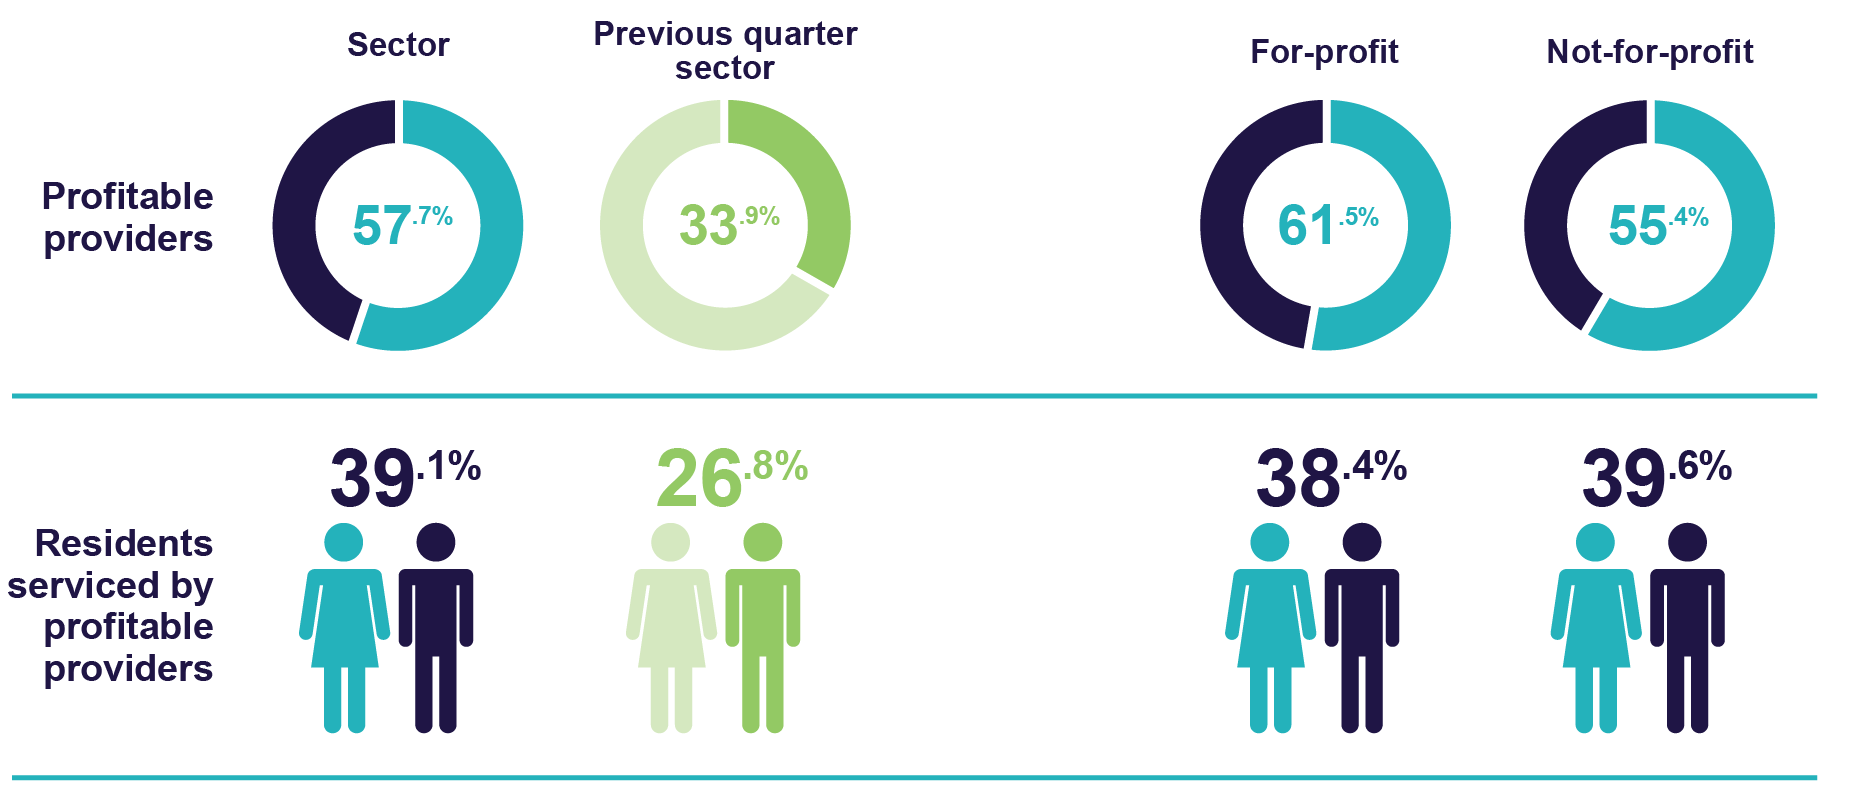 Sector
Previous quarter
sector
For-profit
Not-for-profit
Profitable
providers
57.7%
33.9%
61.5%
55.4%
39.1%
26.8%
38.4%
39.6%
Residents
serviced by
profitable
providers